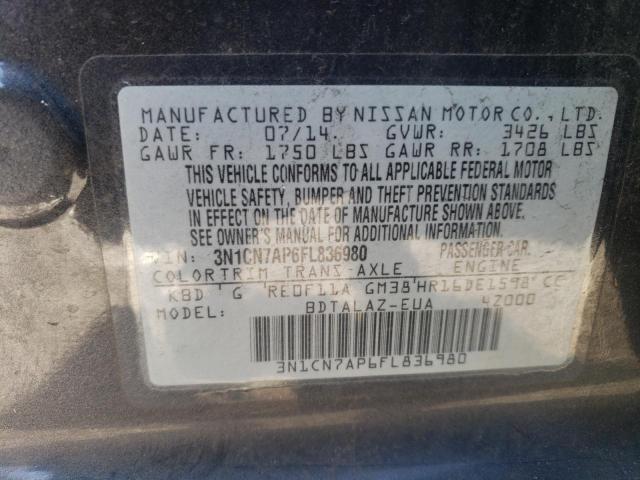 MANUFACTURED BY NISSAN MOTOR CO., LTD.
DATE: 07/14 GVWR: 3426 LBS
GAWR FR: 1750 LBS GAWR RR: 1708 LBS
THIS VEHICLE CONFORMS TO ALL APPLICABLE FEDERAL MOTOR
VEHICLE SAFETY, BUMPER AND THEFT PREVENTION STANDARDS
IN EFFECT ON THE DATE OF MANUFACTURE SHOWN ABOVE.
SEE OWNER'S MANUAL FOR ADDITIONAL INFORMATION.
VIN: 3N1CN7AP6FL836980 PASSENGER CAR
COLOR TRIM TRANS AXLE ENGINE
KBD G RE0F11A GM38 HR16DE 1598 CC
BDTALAZ-EUA 4Z000
3N1CN7AP6FL836980